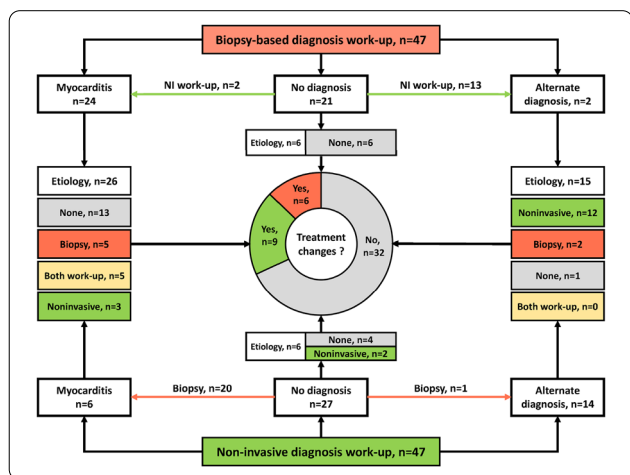 Biopsy-based diagnosis work-up, n=47
Myocarditis
n=24
NI work-up, n=2
No diagnosis
n=21
NI work-up, n=13
Alternate
diagnosis, n=2
Etiology, n=6
None, n=6
Etiology, n=26
None, n=13
Biopsy, n=5
Both work-up, n=5
Noninvasive, n=3
Yes,
n=6
Yes,
n=9
Treatment
changes ?
No,
n=32
Etiology, n=15
Noninvasive, n=12
Biopsy, n=2
None, n=1
Both work-up, n=0
Etiology, n=6
None, n=4
Noninvasive, n=2
Myocarditis
n=6
Biopsy, n=20
No diagnosis
n=27
Biopsy, n=1
Alternate
diagnosis, n=14
Non-invasive diagnosis work-up, n=47